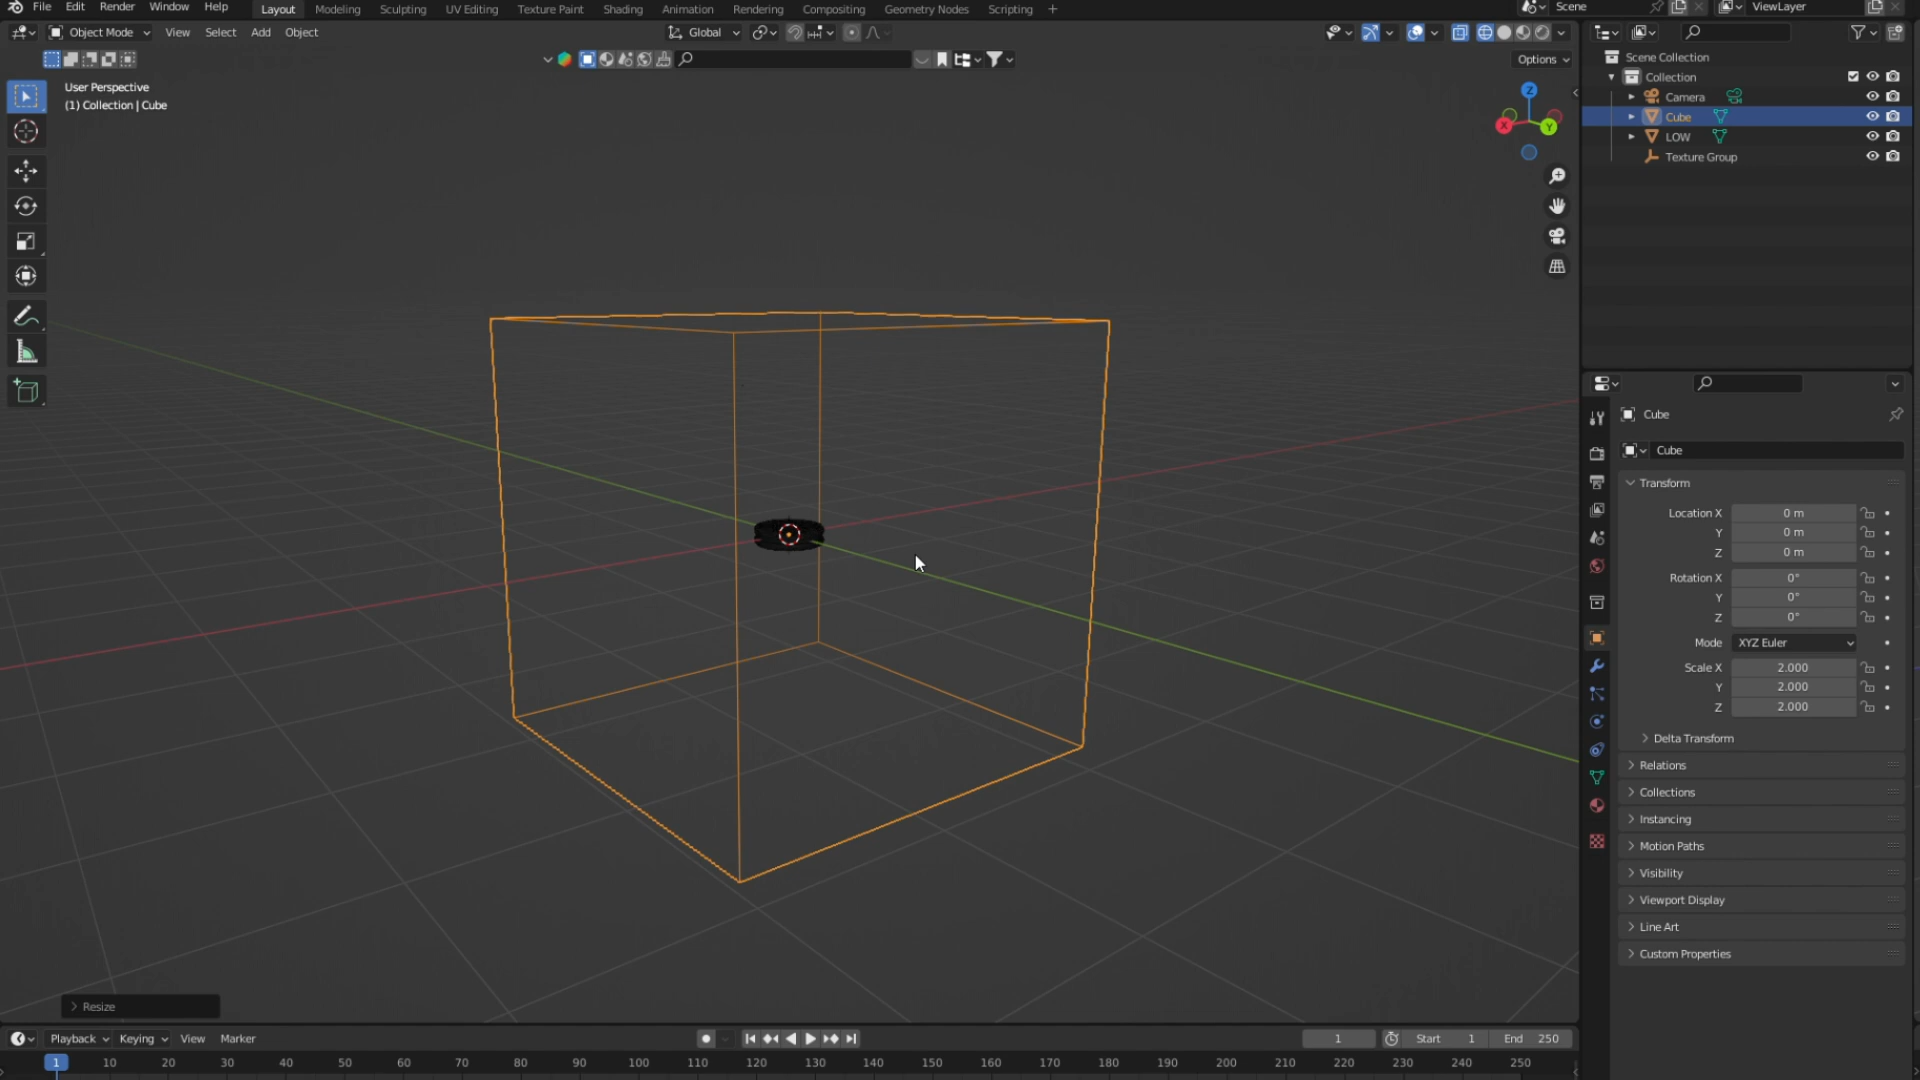 File Edit Render Window Help Layout Modeling Sculpting UV Editing Texture Paint Shading Animation Rendering Compositing Geometry Nodes Scripting + Scene ViewLayer
Object Mode View Select Add Object Global
Options
User Perspective
(1) Collection | Cube
Z
X
Y
Scene Collection
Collection
Camera
Cube
LOW
Texture Group
Cube
Cube
Transform
Location X 0 m
Y 0 m
Z 0 m
Rotation X 0°
Y 0°
Z 0°
Mode XYZ Euler
Scale X 2.000
Y 2.000
Z 2.000
Delta Transform
Relations
Collections
Instancing
Motion Paths
Visibility
Viewport Display
Line Art
Custom Properties
Resize
Playback Keying View Marker 1 Start 1 End 250
1 10 20 30 40 50 60 70 80 90 100 110 120 130 140 150 160 170 180 190 200 210 220 230 240 250